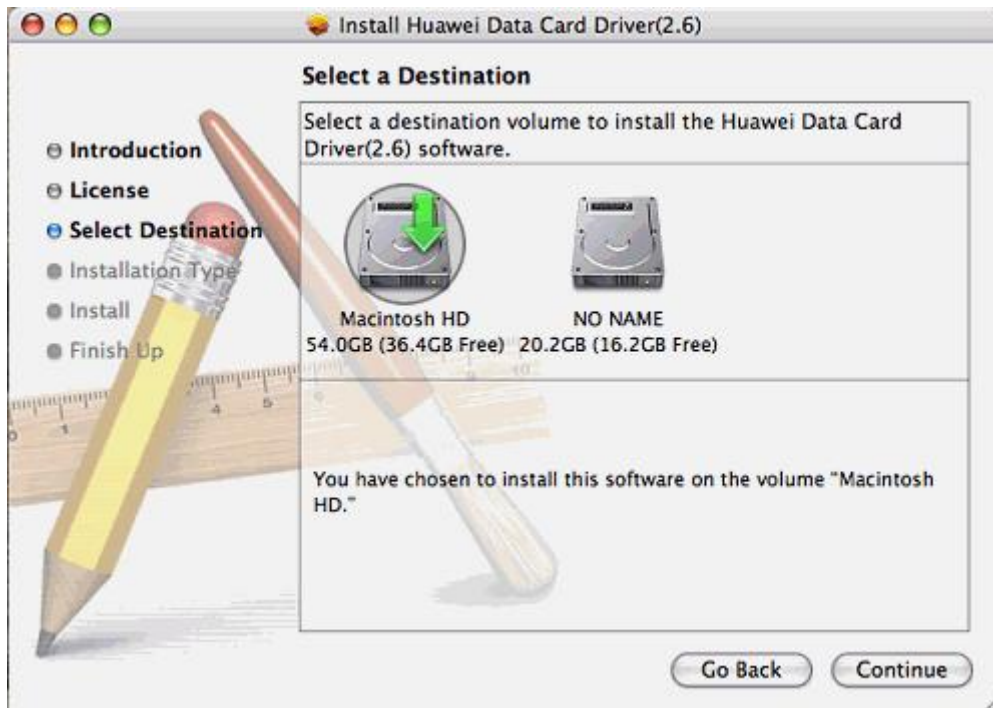 Install Huawei Data Card Driver(2.6)
Select a Destination
Introduction
License
Select Destination
Installation Type
Install
Finish Up
Select a destination volume to install the Huawei Data Card
Driver(2.6) software.
Macintosh HD
54.0GB (36.4GB Free)
NO NAME
20.2GB (16.2GB Free)
You have chosen to install this software on the volume “Macintosh
HD.”
Go Back
Continue